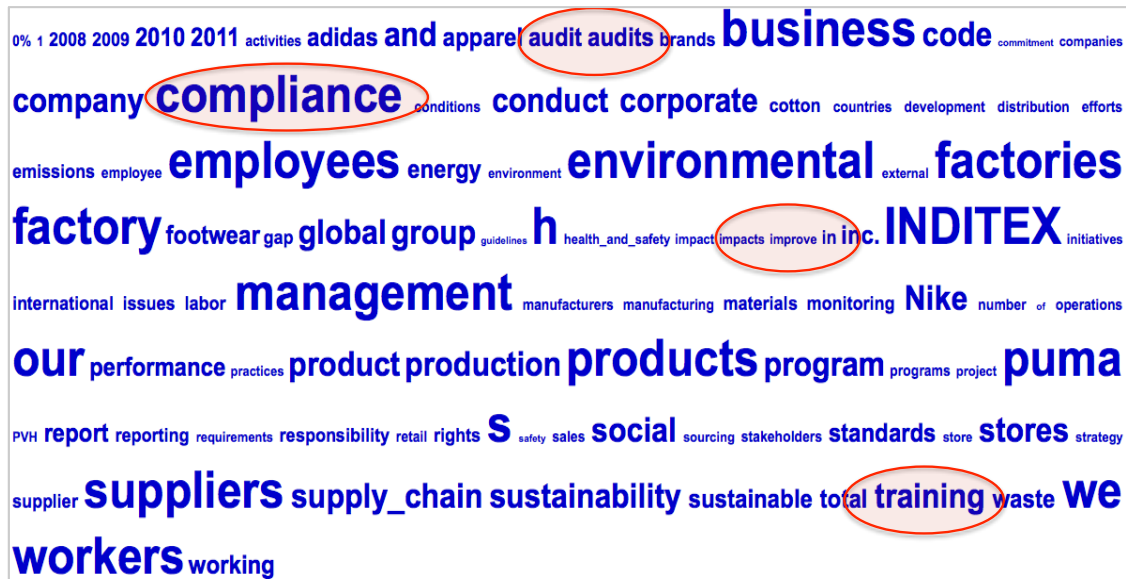 0% 1 2008 2009 2010 2011 activities adidas and apparel audit audits brands business code commitment companies
company compliance conditions conduct corporate cotton countries development distribution efforts
emissions employee employees energy environment environmental external factories
factory footwear gap global group guidelines h health_and_safety impact impacts improve in inc. INDITEX initiatives
international issues labor management manufacturers manufacturing materials monitoring Nike number of operations
our performance practices product production products program programs project puma
PVH report reporting requirements responsibility retail rights s safety sales social sourcing stakeholders standards store stores strategy
supplier suppliers supply_chain sustainability sustainable total training waste we
workers working